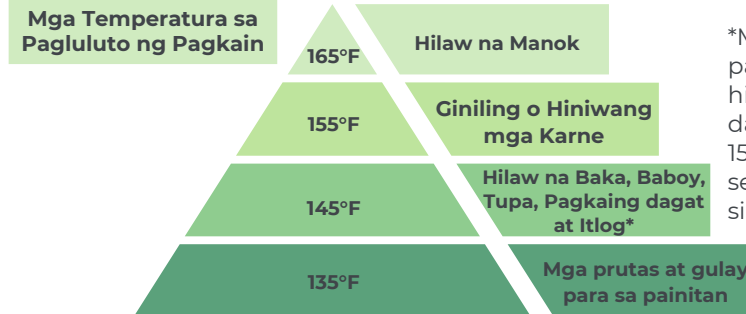 Mga Temperatura sa
Pagluluto ng Pagkain
165°F
Hilaw na Manok
155°F
Giniling o Hiniwang
mga Karne
145°F
Hilaw na Baka, Baboy,
Tupa, Pagkaing dagat
at Itlog*
135°F
Mga prutas at gulay
para sa painitan